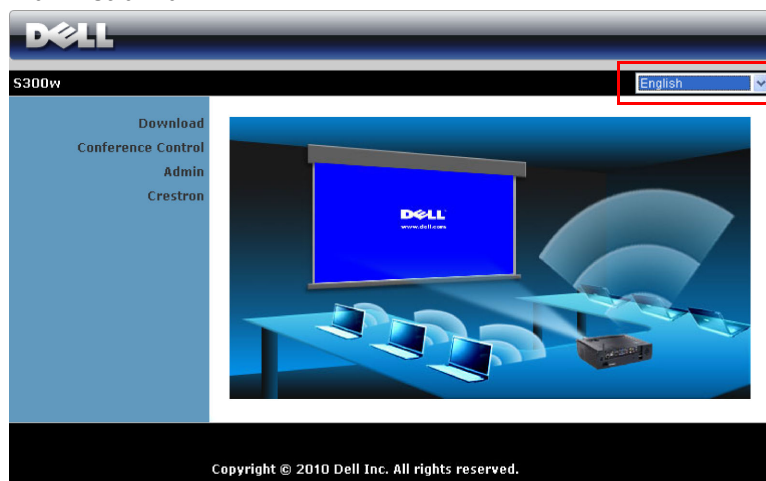 DELL
S300w
English
Download
Conference Control
Admin
Crestron
DELL
www.dell.com
Copyright © 2010 Dell Inc. All rights reserved.